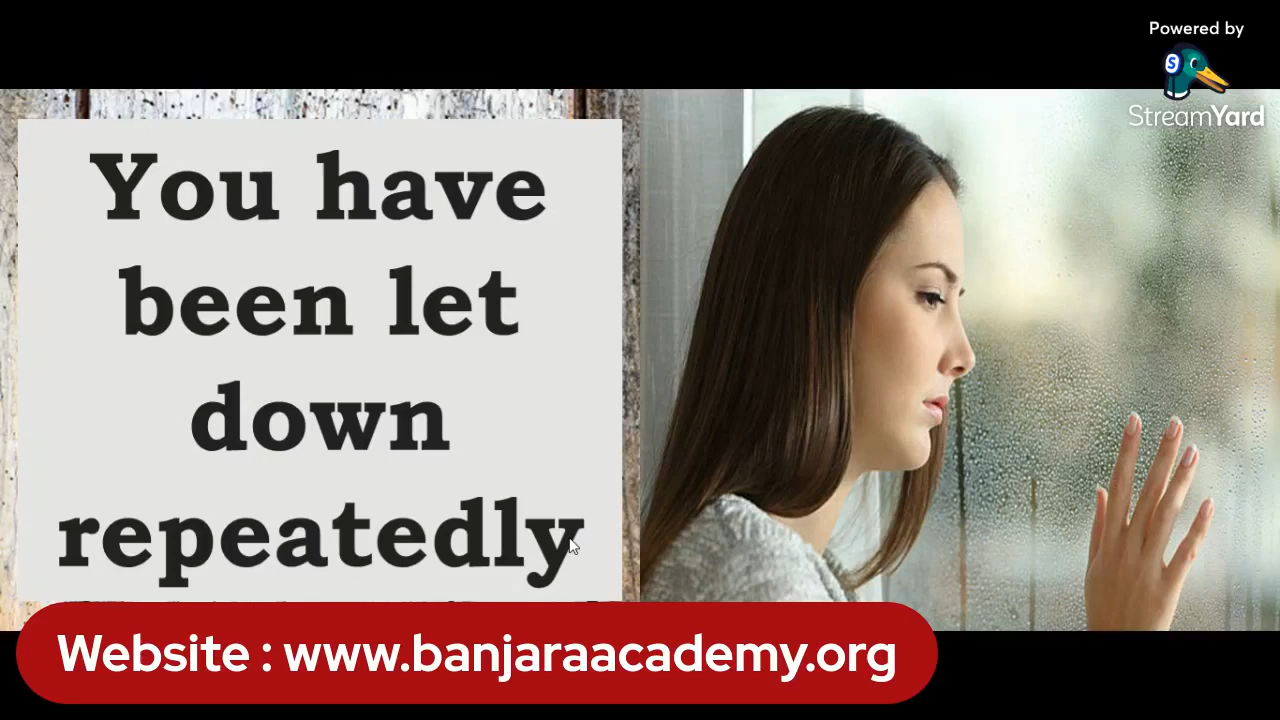 Powered by
S
StreamYard
You have
been let
down
repeatedly
Website : www.banjaraacademy.org